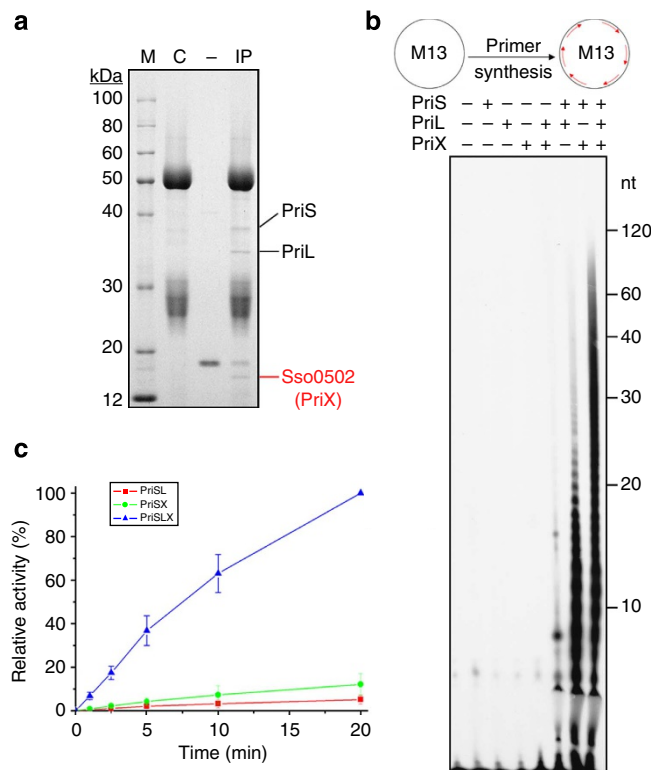 a
M C – IP
kDa
100
80
60
50
40
30
20
12
PriS
PriL
Sso0502
(PriX)
b
M13
Primer
synthesis
M13
PriS – + – – – + + +
PriL – – + – + + – +
PriX – – – + + – + +
nt
120
60
40
30
20
10
c
Relative activity (%)
100
80
60
40
20
0
PriSL
PriSX
PriSLX
0 5 10 15 20
Time (min)